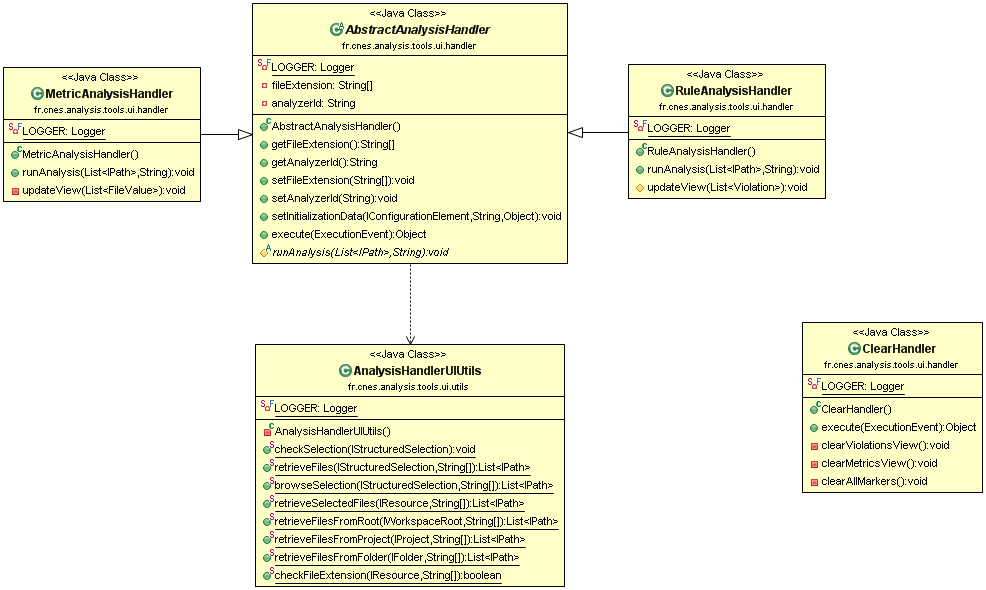 <<Java Class>>
AbstractAnalysisHandler
fr.cnes.analysis.tools.ui.handler
LOGGER: Logger
fileExtension: String[]
analyzerId: String
AbstractAnalysisHandler()
getFileExtension():String[]
getAnalyzerId():String
setFileExtension(String[]):void
setAnalyzerId(String):void
setInitializationData(IConfigurationElement,String,Object):void
execute(ExecutionEvent):Object
runAnalysis(List<IPath>,String):void
<<Java Class>>
MetricAnalysisHandler
fr.cnes.analysis.tools.ui.handler
LOGGER: Logger
MetricAnalysisHandler()
runAnalysis(List<IPath>,String):void
updateView(List<FileValue>):void
<<Java Class>>
RuleAnalysisHandler
fr.cnes.analysis.tools.ui.handler
LOGGER: Logger
RuleAnalysisHandler()
runAnalysis(List<IPath>,String):void
updateView(List<Violation>):void
<<Java Class>>
AnalysisHandlerUIUtils
fr.cnes.analysis.tools.ui.utils
LOGGER: Logger
AnalysisHandlerUIUtils()
checkSelection(IStructuredSelection):void
retrieveFiles(IStructuredSelection,String[]):List<IPath>
browseSelection(IStructuredSelection,String[]):List<IPath>
retrieveSelectedFiles(IResource,String[]):List<IPath>
retrieveFilesFromRoot(IWorkspaceRoot,String[]):List<IPath>
retrieveFilesFromProject(IProject,String[]):List<IPath>
retrieveFilesFromFolder(IFolder,String[]):List<IPath>
checkFileExtension(IResource,String[]):boolean
<<Java Class>>
ClearHandler
fr.cnes.analysis.tools.ui.handler
LOGGER: Logger
ClearHandler()
execute(ExecutionEvent):Object
clearViolationsView():void
clearMetricsView():void
clearAllMarkers():void